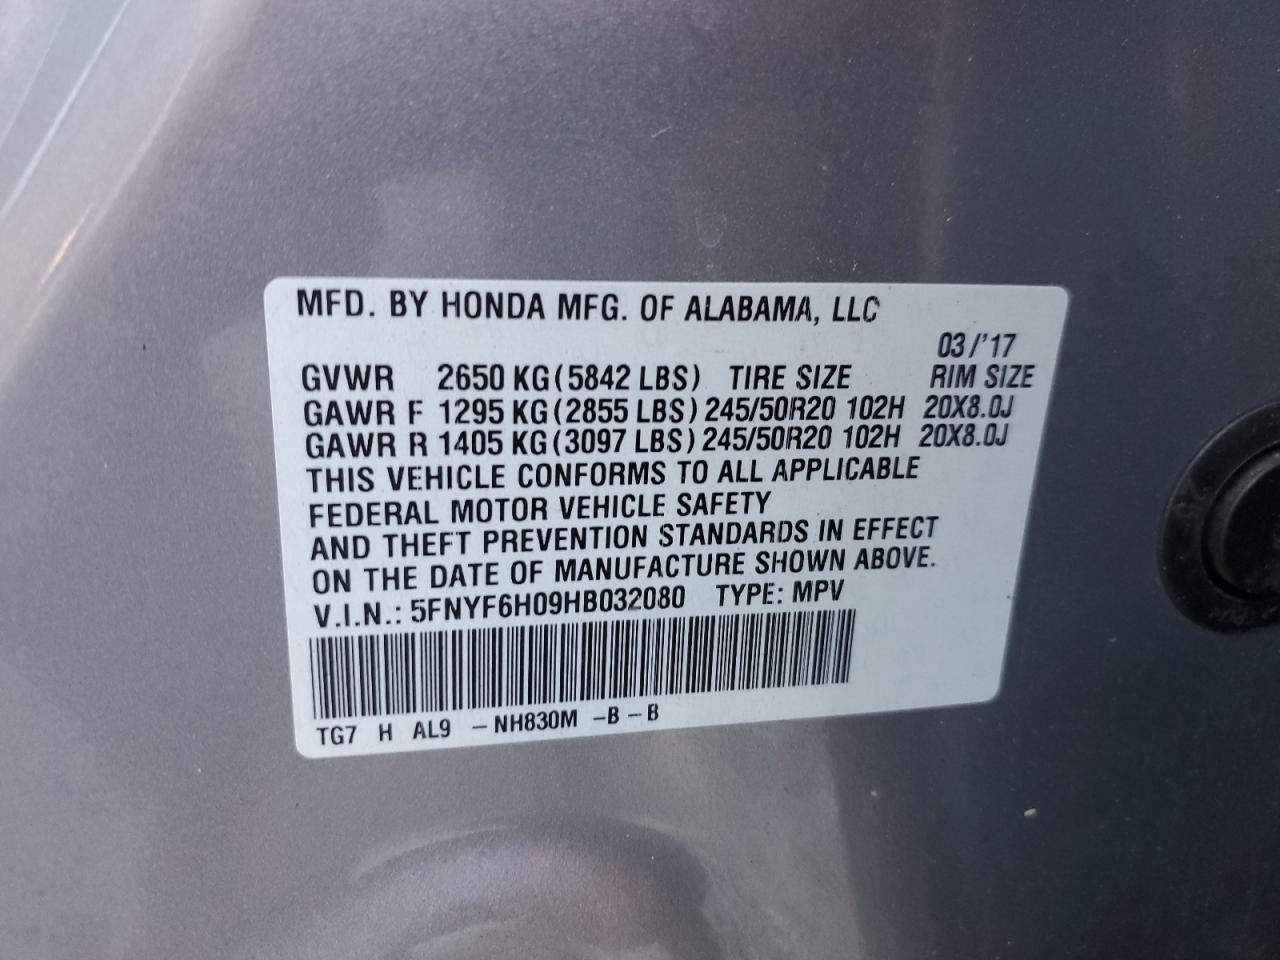 MFD. BY HONDA MFG. OF ALABAMA, LLC
03/'17
GVWR 2650 KG (5842 LBS) TIRE SIZE RIM SIZE
GAWR F 1295 KG (2855 LBS) 245/50R20 102H 20X8.0J
GAWR R 1405 KG (3097 LBS) 245/50R20 102H 20X8.0J
THIS VEHICLE CONFORMS TO ALL APPLICABLE
FEDERAL MOTOR VEHICLE SAFETY
AND THEFT PREVENTION STANDARDS IN EFFECT
ON THE DATE OF MANUFACTURE SHOWN ABOVE.
V.I.N.: 5FNYF6H09HB032080 TYPE: MPV
TG7 H AL9 -NH830M -B-B